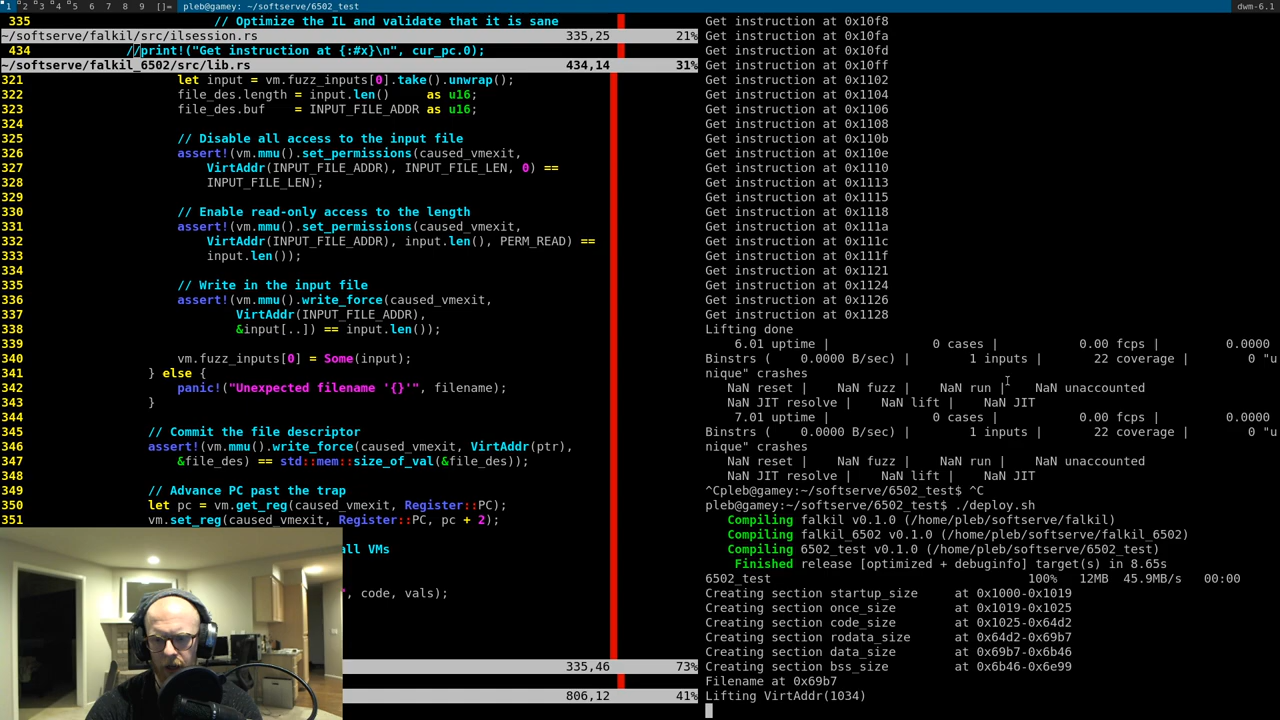 1 2 3 4 5 6 7 8 9 []= pleb@gamey: ~/softserve/6502_test dwm-6.1
335 // Optimize the IL and validate that it is sane
~/softserve/falkil/src/ilsession.rs 335,25 21%
434 //print!("Get instruction at {:#x}\n", cur_pc.0);
~/softserve/falkil_6502/src/lib.rs 434,14 31%
321 let input = vm.fuzz_inputs[0].take().unwrap();
322 file_des.length = input.len() as u16;
323 file_des.buf = INPUT_FILE_ADDR as u16;
324
325 // Disable all access to the input file
326 assert!(vm.mmu().set_permissions(caused_vmexit,
327 VirtAddr(INPUT_FILE_ADDR), INPUT_FILE_LEN, 0) ==
328 INPUT_FILE_LEN);
329
330 // Enable read-only access to the length
331 assert!(vm.mmu().set_permissions(caused_vmexit,
332 VirtAddr(INPUT_FILE_ADDR), input.len(), PERM_READ) ==
333 input.len());
334
335 // Write in the input file
336 assert!(vm.mmu().write_force(caused_vmexit,
337 VirtAddr(INPUT_FILE_ADDR),
338 &input[..]) == input.len());
339
340 vm.fuzz_inputs[0] = Some(input);
341 } else {
342 panic!("Unexpected filename '{}'", filename);
343 }
344
345 // Commit the file descriptor
346 assert!(vm.mmu().write_force(caused_vmexit, VirtAddr(ptr),
347 &file_des) == std::mem::size_of_val(&file_des));
348
349 // Advance PC past the trap
350 let pc = vm.get_reg(caused_vmexit, Register::PC);
351 vm.set_reg(caused_vmexit, Register::PC, pc + 2);
all VMs
", code, vals);
335,46 73%
806,12 41%
Get instruction at 0x10f8
Get instruction at 0x10fa
Get instruction at 0x10fd
Get instruction at 0x10ff
Get instruction at 0x1102
Get instruction at 0x1104
Get instruction at 0x1106
Get instruction at 0x1108
Get instruction at 0x110b
Get instruction at 0x110e
Get instruction at 0x1110
Get instruction at 0x1113
Get instruction at 0x1115
Get instruction at 0x1118
Get instruction at 0x111a
Get instruction at 0x111c
Get instruction at 0x111f
Get instruction at 0x1121
Get instruction at 0x1124
Get instruction at 0x1126
Get instruction at 0x1128
Lifting done
6.01 uptime | 0 cases | 0.00 fcps | 0.0000
Binstrs ( 0.0000 B/sec) | 1 inputs | 22 coverage | 0 "u
nique" crashes
NaN reset | NaN fuzz | NaN run | NaN unaccounted
NaN JIT resolve | NaN lift | NaN JIT
7.01 uptime | 0 cases | 0.00 fcps | 0.0000
Binstrs ( 0.0000 B/sec) | 1 inputs | 22 coverage | 0 "u
nique" crashes
NaN reset | NaN fuzz | NaN run | NaN unaccounted
NaN JIT resolve | NaN lift | NaN JIT
^Cpleb@gamey:~/softserve/6502_test$ ^C
pleb@gamey:~/softserve/6502_test$ ./deploy.sh
Compiling falkil v0.1.0 (/home/pleb/softserve/falkil)
Compiling falkil_6502 v0.1.0 (/home/pleb/softserve/falkil_6502)
Compiling 6502_test v0.1.0 (/home/pleb/softserve/6502_test)
Finished release [optimized + debuginfo] target(s) in 8.65s
6502_test 100% 12MB 45.9MB/s 00:00
Creating section startup_size at 0x1000-0x1019
Creating section once_size at 0x1019-0x1025
Creating section code_size at 0x1025-0x64d2
Creating section rodata_size at 0x64d2-0x69b7
Creating section data_size at 0x69b7-0x6b46
Creating section bss_size at 0x6b46-0x6e99
Filename at 0x69b7
Lifting VirtAddr(1034)